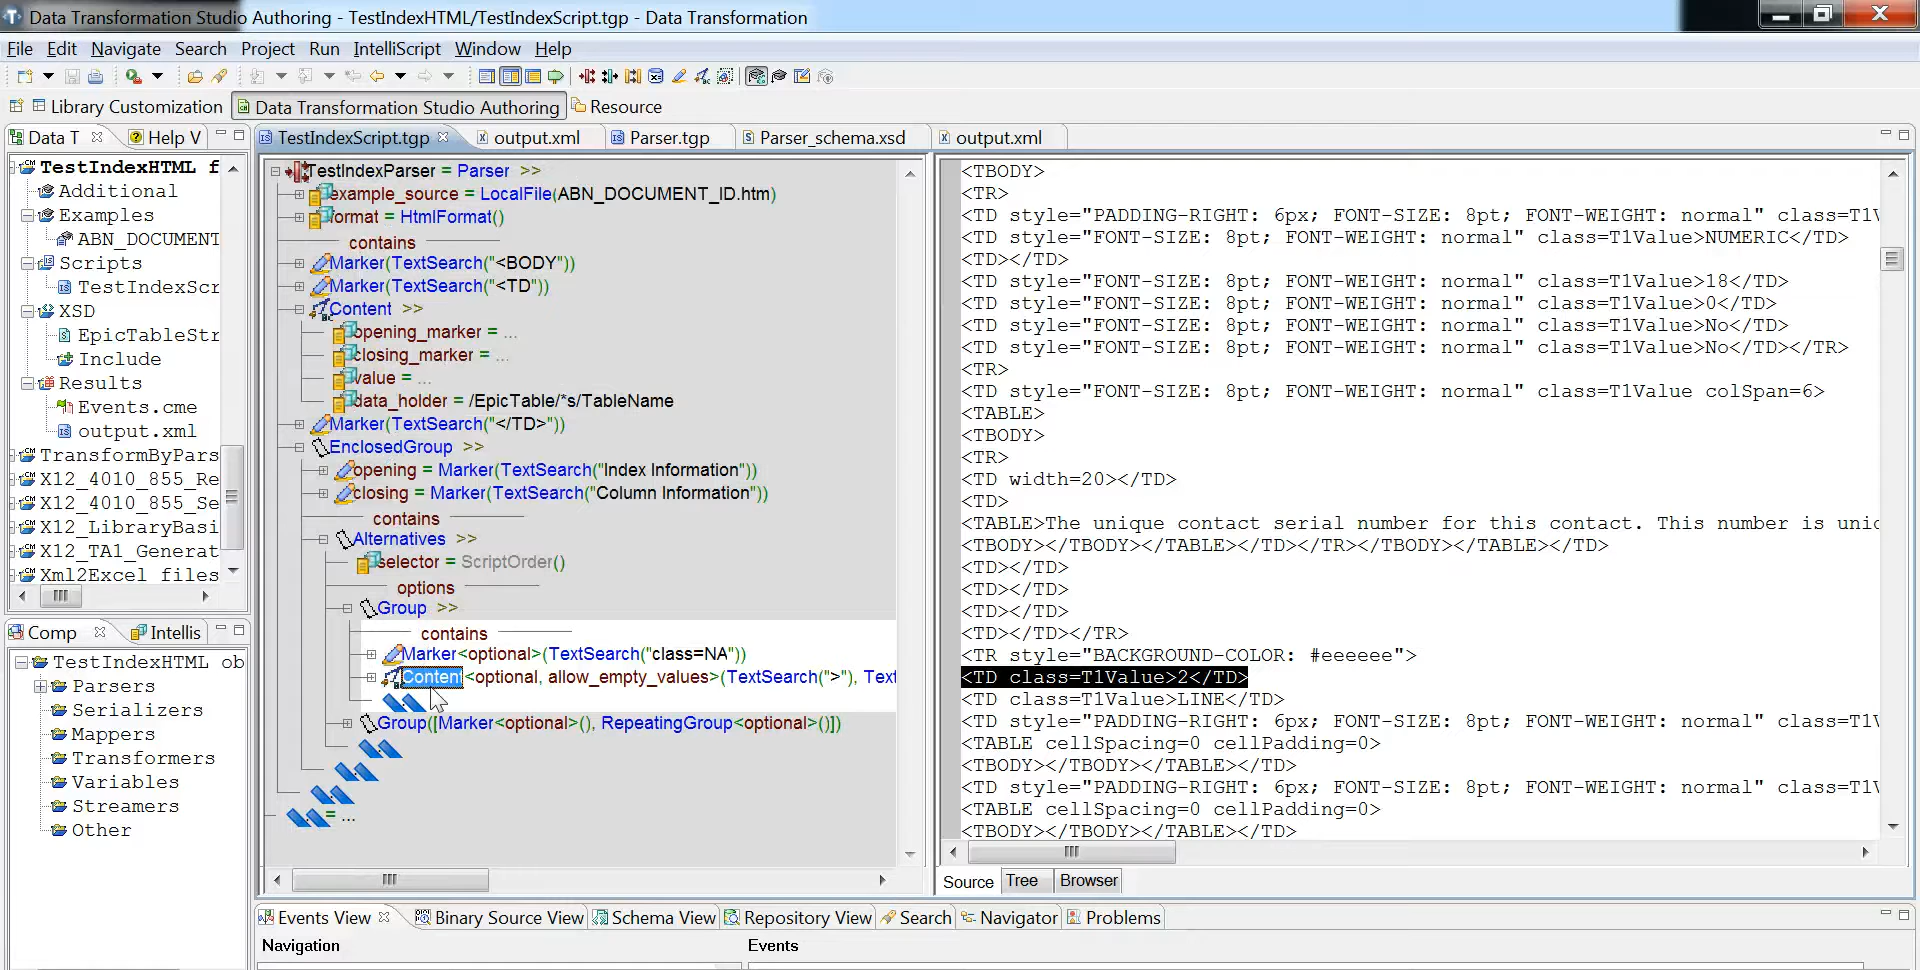 Data Transformation Studio Authoring - TestIndexHTML/TestIndexScript.tgp - Data Transformation
File Edit Navigate Search Project Run IntelliScript Window Help
Library Customization Data Transformation Studio Authoring Resource
Data T Help V
TestIndexHTML f
Additional
Examples
ABN_DOCUMENT
Scripts
TestIndexScr
XSD
EpicTableStr
Include
Results
Events.cme
output.xml
TransformByPars
X12_4010_855_Re
X12_4010_855_Se
X12_LibraryBasi
X12_TA1_Generat
Xml2Excel files
Comp Intellis
TestIndexHTML ob
Parsers
Serializers
Mappers
Transformers
Variables
Streamers
Other
TestIndexScript.tgp output.xml Parser.tgp Parser_schema.xsd output.xml
TestIndexParser = Parser >>
example_source = LocalFile(ABN_DOCUMENT_ID.htm)
format = HtmlFormat()
contains
Marker(TextSearch("<BODY"))
Marker(TextSearch("<TD"))
Content >>
opening_marker = ...
closing_marker = ...
value = ...
data_holder = /EpicTable/*s/TableName
Marker(TextSearch("</TD>"))
EnclosedGroup >>
opening = Marker(TextSearch("Index Information"))
closing = Marker(TextSearch("Column Information"))
contains
Alternatives >>
selector = ScriptOrder()
options
Group >>
contains
Marker<optional>(TextSearch("class=NA"))
Content<optional, allow_empty_values>(TextSearch(">"), Text
Group([Marker<optional>(), RepeatingGroup<optional>()])
= ...
<TBODY>
<TR>
<TD style="PADDING-RIGHT: 6px; FONT-SIZE: 8pt; FONT-WEIGHT: normal" class=T1V
<TD style="FONT-SIZE: 8pt; FONT-WEIGHT: normal" class=T1Value>NUMERIC</TD>
<TD></TD>
<TD style="FONT-SIZE: 8pt; FONT-WEIGHT: normal" class=T1Value>18</TD>
<TD style="FONT-SIZE: 8pt; FONT-WEIGHT: normal" class=T1Value>0</TD>
<TD style="FONT-SIZE: 8pt; FONT-WEIGHT: normal" class=T1Value>No</TD>
<TD style="FONT-SIZE: 8pt; FONT-WEIGHT: normal" class=T1Value>No</TD></TR>
<TR>
<TD style="FONT-SIZE: 8pt; FONT-WEIGHT: normal" class=T1Value colSpan=6>
<TABLE>
<TBODY>
<TR>
<TD width=20></TD>
<TD>
<TABLE>The unique contact serial number for this contact. This number is unic
<TBODY></TBODY></TABLE></TD></TR></TBODY></TABLE></TD>
<TD></TD>
<TD></TD>
<TD></TD>
<TD></TD></TR>
<TR style="BACKGROUND-COLOR: #eeeeee">
<TD class=T1Value>2</TD>
<TD class=T1Value>LINE</TD>
<TD style="PADDING-RIGHT: 6px; FONT-SIZE: 8pt; FONT-WEIGHT: normal" class=T1V
<TABLE cellSpacing=0 cellPadding=0>
<TBODY></TBODY></TABLE></TD>
<TD style="PADDING-RIGHT: 6px; FONT-SIZE: 8pt; FONT-WEIGHT: normal" class=T1V
<TABLE cellSpacing=0 cellPadding=0>
<TBODY></TBODY></TABLE></TD>
Source Tree Browser
Events View Binary Source View Schema View Repository View Search Navigator Problems
Navigation Events